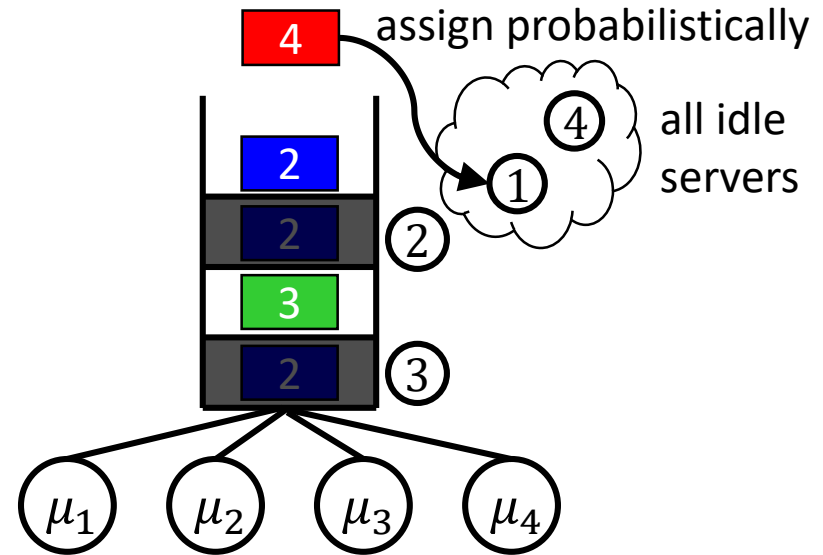 4 assign probabilistically
4 all idle
2 1 servers
2 2
3
2 3
μ₁ μ₂ μ₃ μ₄